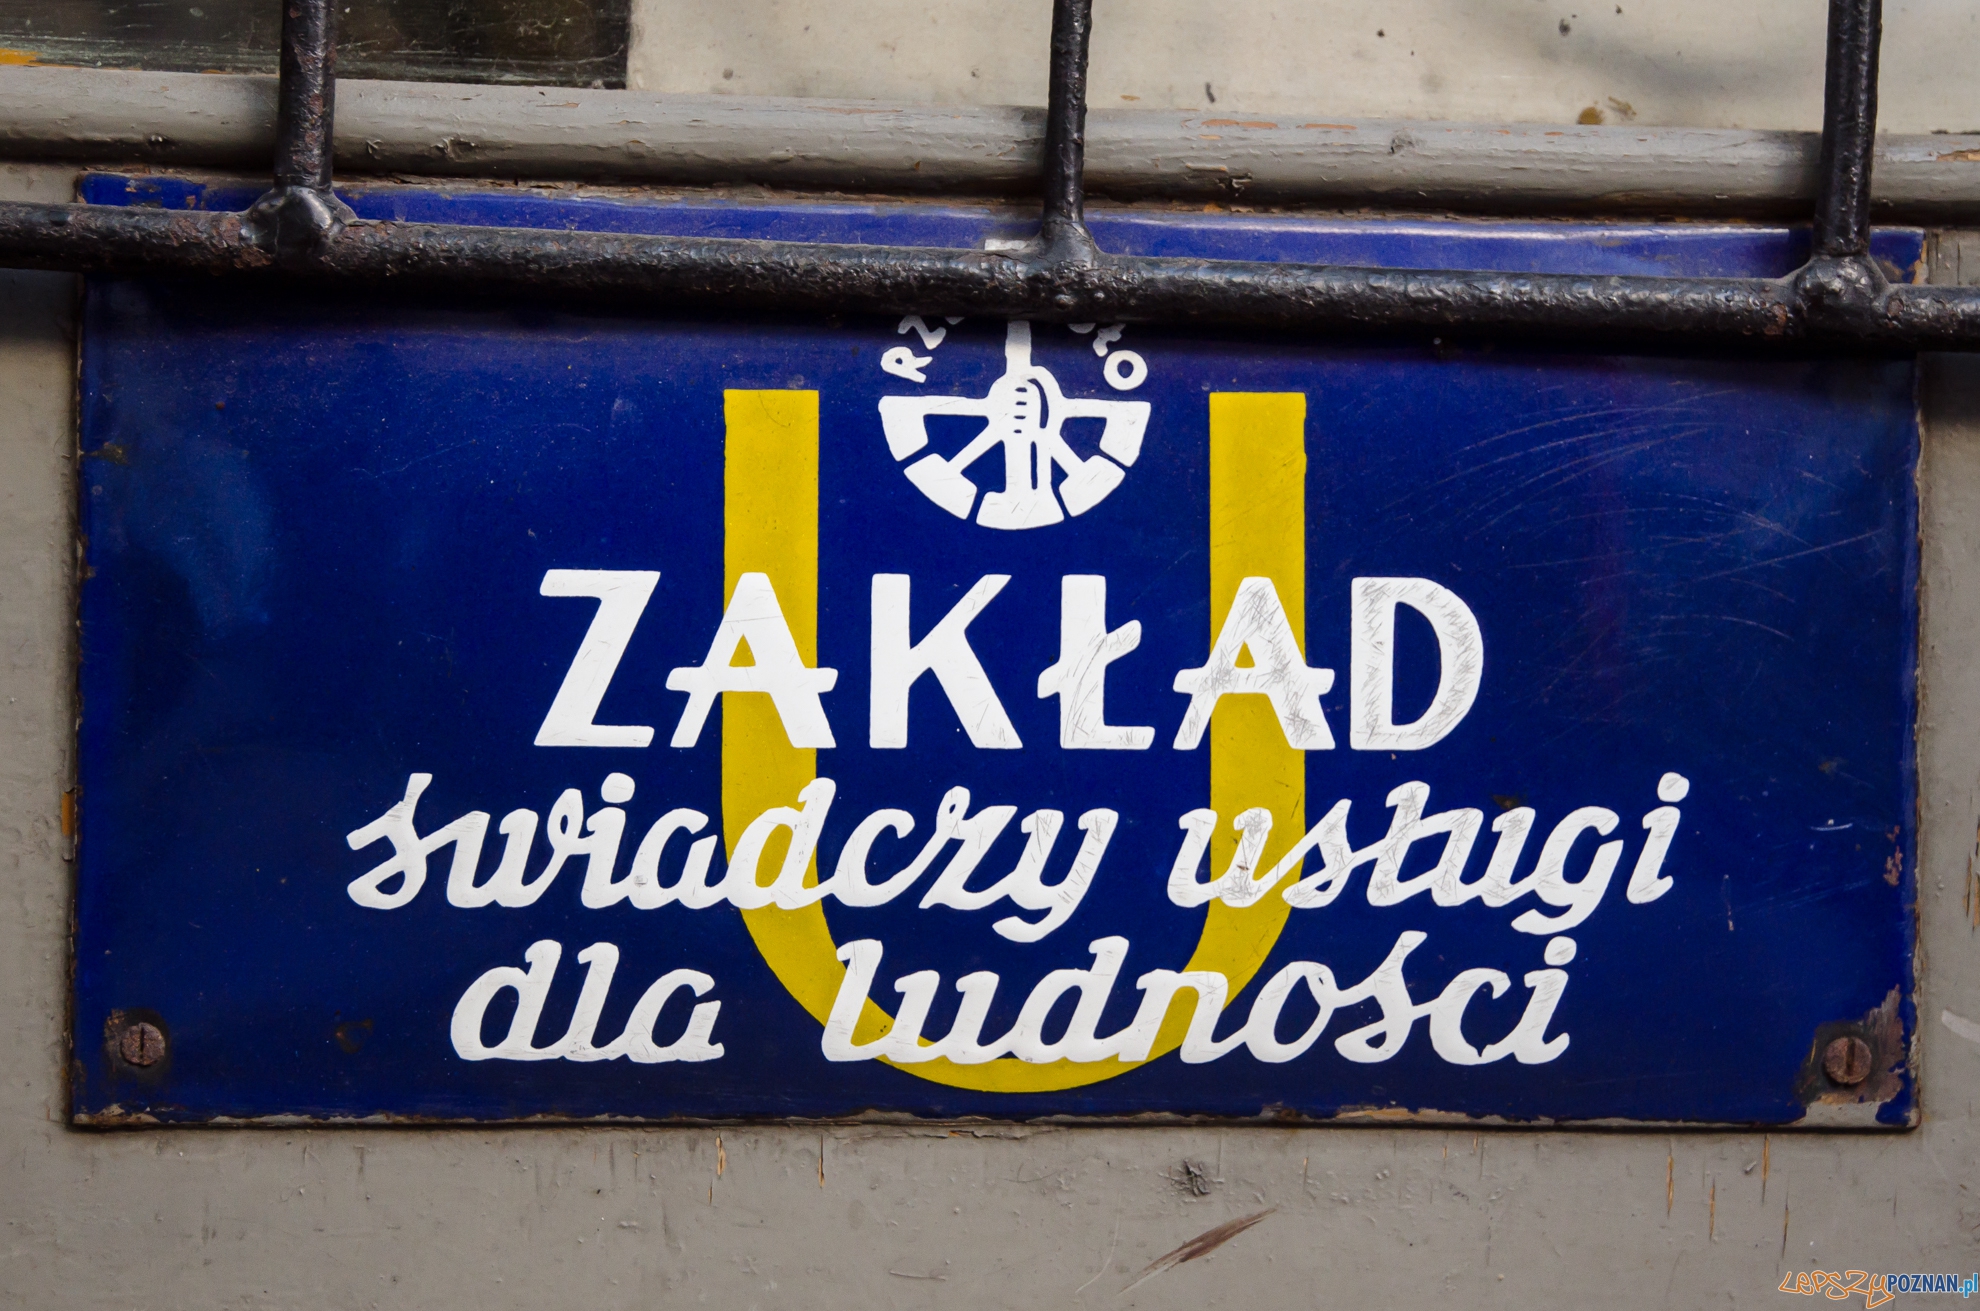 U
ZAKŁAD
świadczy usługi
dla ludności
LEPSZYPOZNAN.pl